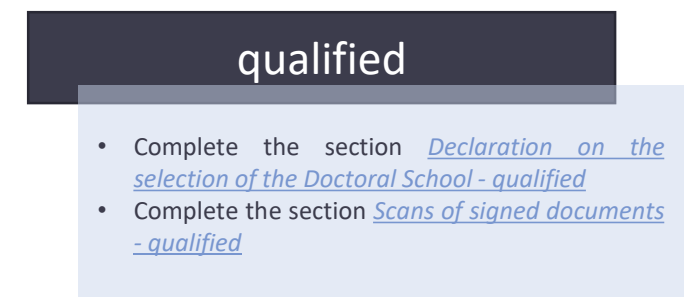 qualified
• Complete the section Declaration on the
selection of the Doctoral School - qualified
• Complete the section Scans of signed documents
- qualified